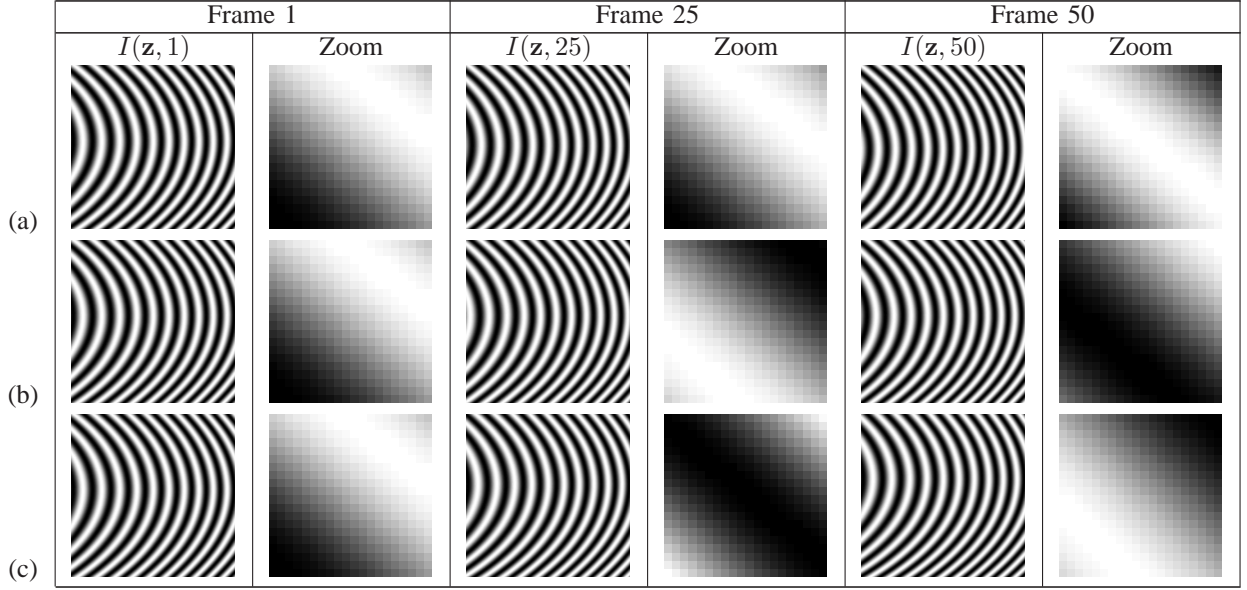 Frame 1 Frame 25 Frame 50
I(z, 1) Zoom I(z, 25) Zoom I(z, 50) Zoom
(a)
(b)
(c)